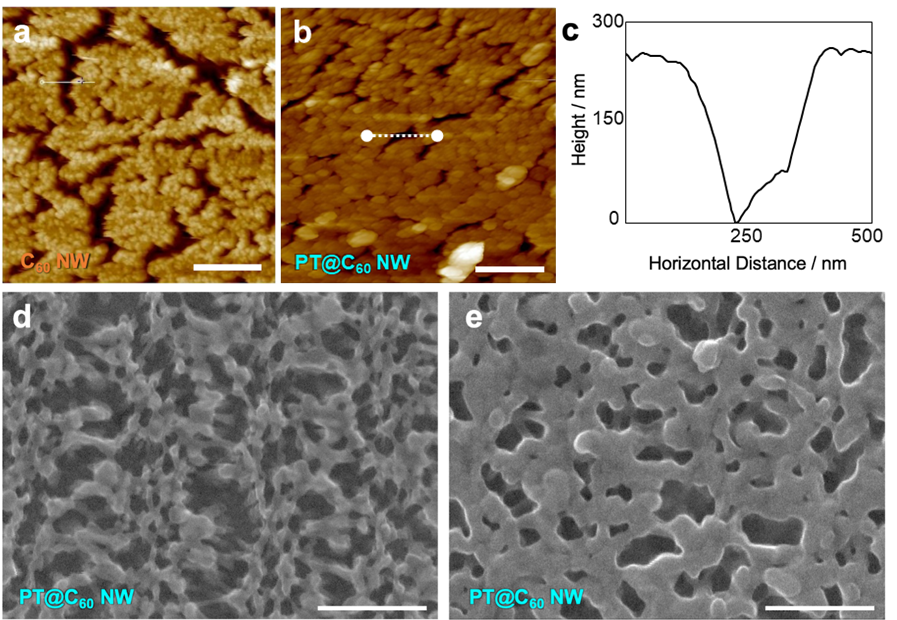 a
C60 NW
b
PT@C60 NW
c
300
150
0
250
500
Height / nm
Horizontal Distance / nm
d
PT@C60 NW
e
PT@C60 NW